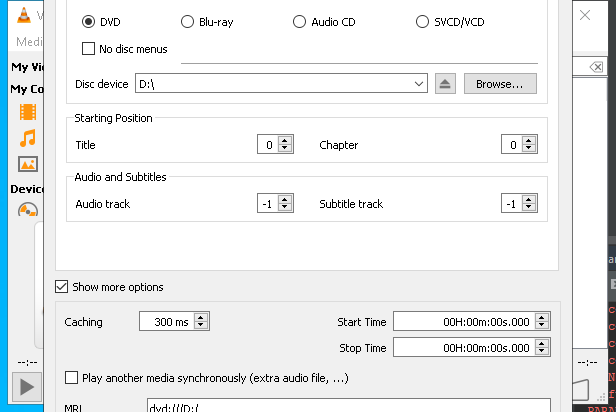 V
DVD Blu-ray Audio CD SVCD/VCD
Medi
No disc menus
My Vi
My Co
Disc device D:\ Browse...
Starting Position
Title 0 Chapter 0
Audio and Subtitles
Device
Audio track -1 Subtitle track -1
Show more options
Caching 300 ms Start Time 00H:00m:00s.000
Stop Time 00H:00m:00s.000
--:-- --:--
Play another media synchronously (extra audio file, ...)
MRL dvd:///D:/